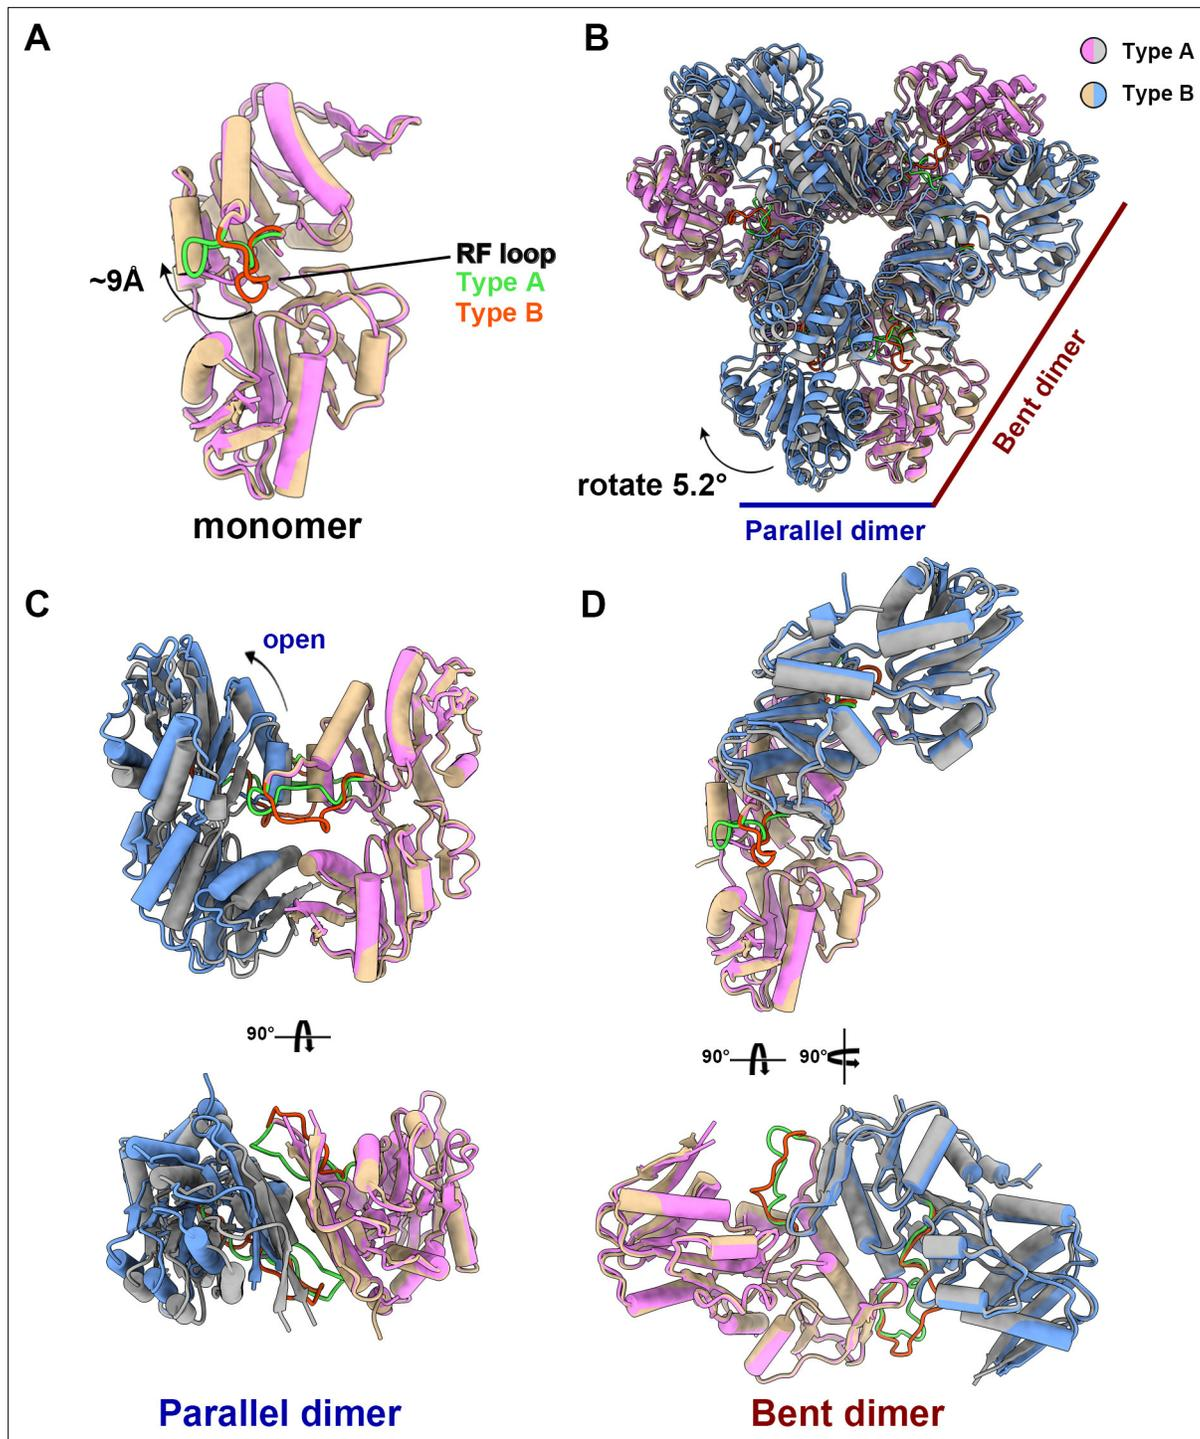 A
~9Å
RF loop
Type A
Type B
monomer
B
Type A
Type B
rotate 5.2°
Bent dimer
Parallel dimer
C
open
90°
Parallel dimer
D
90°
90°
Bent dimer